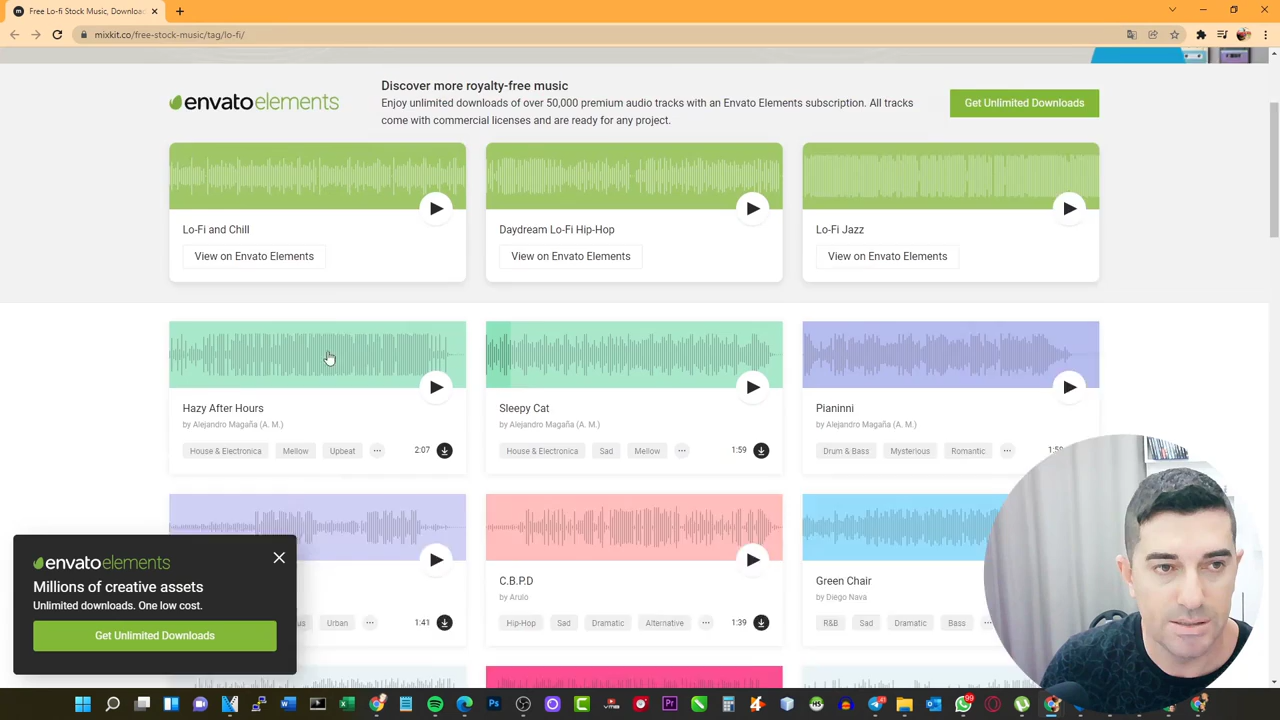 Free Lo-fi Stock Music, Downloa
mixkit.co/free-stock-music/tag/lo-fi/
envatoelements
Discover more royalty-free music
Enjoy unlimited downloads of over 50,000 premium audio tracks with an Envato Elements subscription. All tracks
come with commercial licenses and are ready for any project.
Get Unlimited Downloads
Lo-Fi and Chill
View on Envato Elements
Daydream Lo-Fi Hip-Hop
View on Envato Elements
Lo-Fi Jazz
View on Envato Elements
Hazy After Hours
by Alejandro Magaña (A. M.)
House & Electronica Mellow Upbeat ... 2:07
Sleepy Cat
by Alejandro Magaña (A. M.)
House & Electronica Sad Mellow ... 1:59
Pianinni
by Alejandro Magaña (A. M.)
Drum & Bass Mysterious Romantic ...
Urban ... 1:41
C.B.P.D
by Arulo
Hip-Hop Sad Dramatic Alternative ... 1:39
Green Chair
by Diego Nava
R&B Sad Dramatic Bass ...
envatoelements
Millions of creative assets
Unlimited downloads. One low cost.
Get Unlimited Downloads